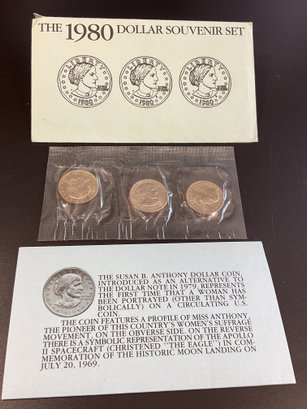 THE 1980 DOLLAR SOUVENIR SET
LIBERTY LIBERTY LIBERTY
1980 1980 1980
THE SUSAN B. ANTHONY DOLLAR COIN,
INTRODUCED AS AN ALTERNATIVE TO
THE DOLLAR NOTE IN 1979, REPRESENTS
THE FIRST TIME THAT A WOMAN HAS
BEEN PORTRAYED (OTHER THAN SYM-
BOLICALLY) ON A CIRCULATING U.S.
COIN.
THE COIN FEATURES A PROFILE OF MISS ANTHONY,
THE PIONEER OF THIS COUNTRY'S WOMEN'S SUFFRAGE
MOVEMENT, ON THE OBVERSE SIDE. ON THE REVERSE
THERE IS A SYMBOLIC REPRESENTATION OF THE APOLLO
II SPACECRAFT (CHRISTENED "THE EAGLE") IN COM-
MEMORATION OF THE HISTORIC MOON LANDING ON
JULY 20, 1969.